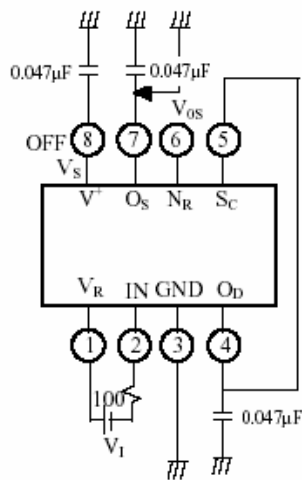 0.047μF
0.047μF
V0S
OFF
8
7
6
5
VS
V+
OS
NR
SC
VR
IN
GND
OD
1
2
3
4
100
VI
0.047μF